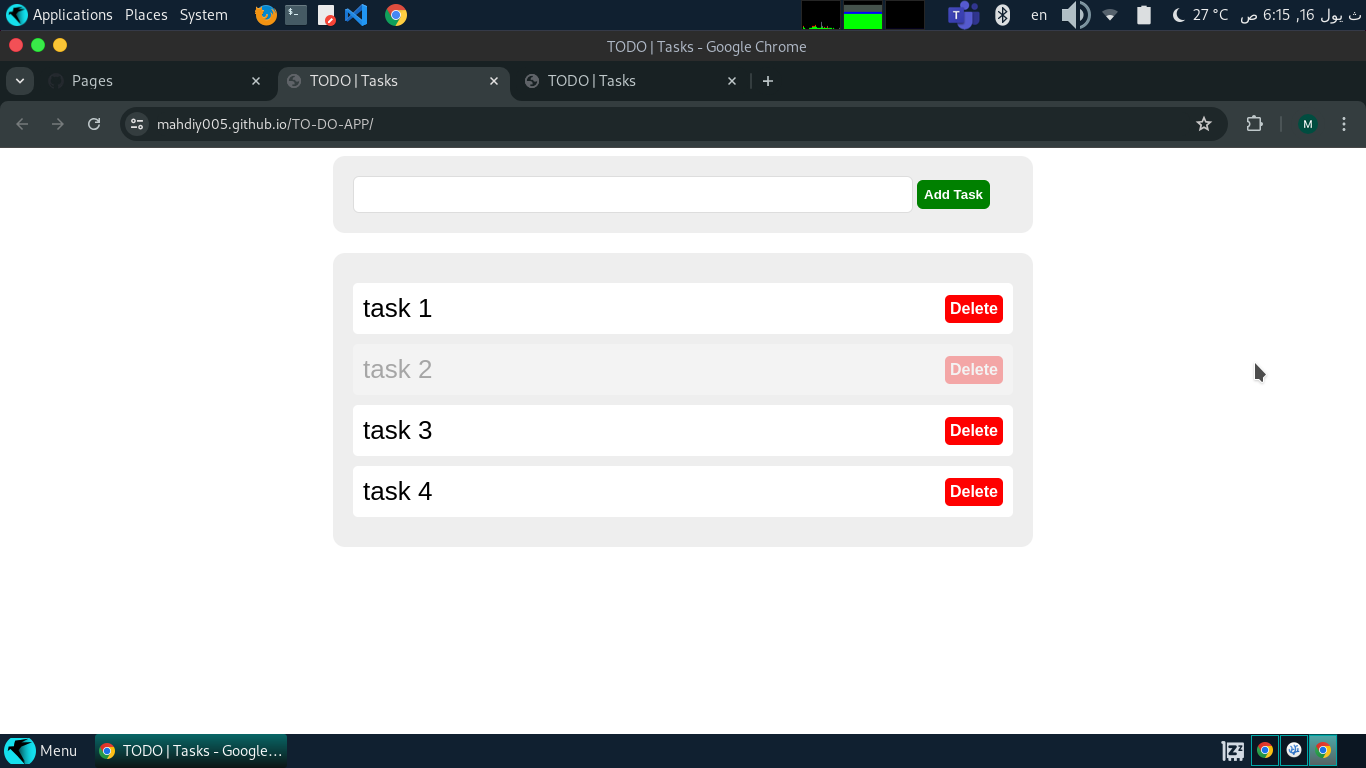 Applications Places System en 27 °C ث يول 16, 6:15 ص
TODO | Tasks - Google Chrome
Pages TODO | Tasks TODO | Tasks
mahdiy005.github.io/TO-DO-APP/ M
Add Task
task 1 Delete
task 2 Delete
task 3 Delete
task 4 Delete
Menu TODO | Tasks - Google...